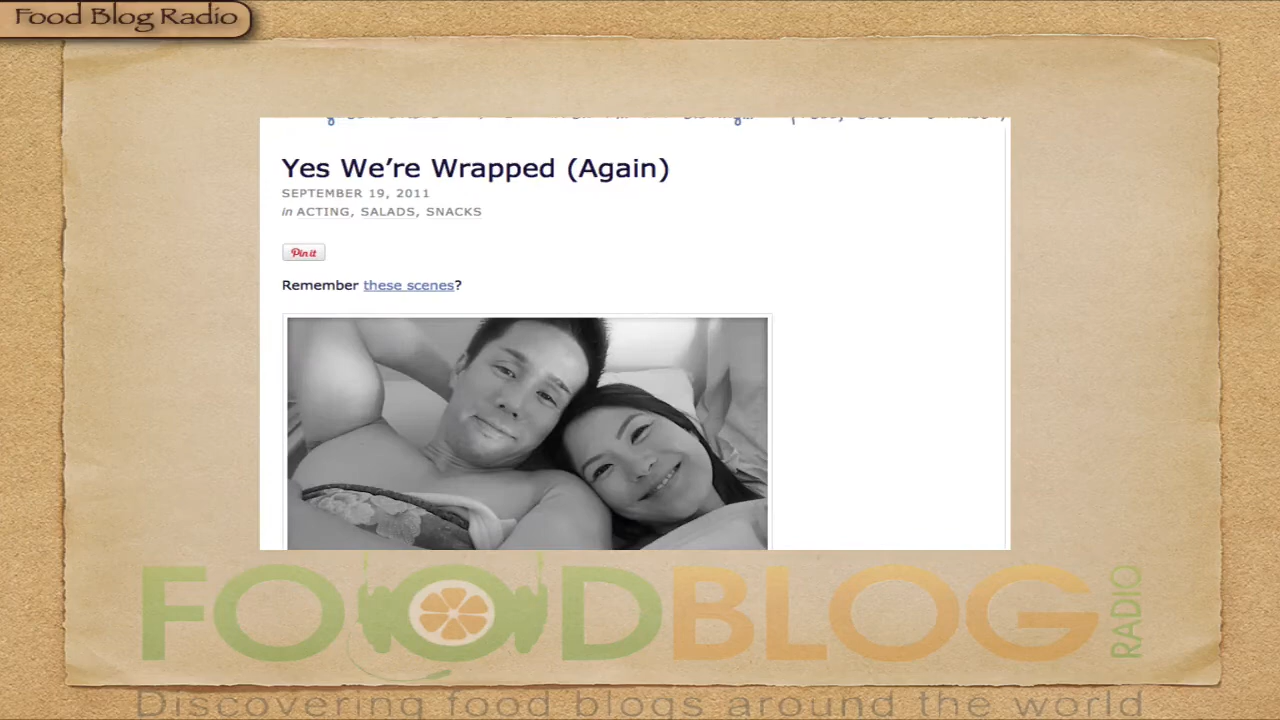 Food Blog Radio
Yes We’re Wrapped (Again)
SEPTEMBER 19, 2011
in ACTING, SALADS, SNACKS
Pin it
Remember these scenes?
FOODBLOG RADIO
Discovering food blogs around the world